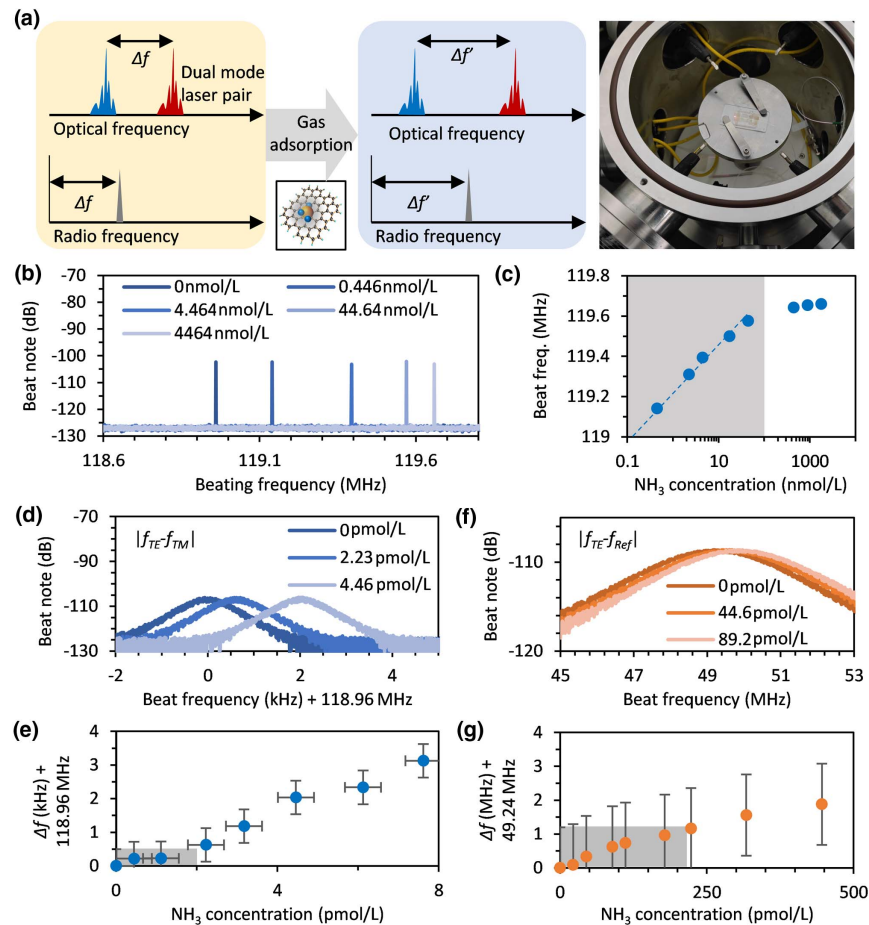 (a)
Δf
Dual mode
laser pair
Optical frequency
Δf
Radio frequency
Gas
adsorption
Δf'
Optical frequency
Δf'
Radio frequency
(b)
Beat note (dB)
-70
-80
-90
-100
-110
-120
-130
0nmol/L
0.446nmol/L
4.464nmol/L
44.64nmol/L
4464nmol/L
118.6
119.1
119.6
Beating frequency (MHz)
(c)
Beat freq. (MHz)
119.8
119.6
119.4
119.2
119
0.1
10
1000
NH₃ concentration (nmol/L)
(d)
Beat note (dB)
-70
-90
-110
-130
|f_TE-f_TM|
0pmol/L
2.23pmol/L
4.46pmol/L
-2
0
2
4
Beat frequency (kHz) + 118.96 MHz
(f)
Beat note (dB)
-110
-120
|f_TE-f_Ref|
0pmol/L
44.6pmol/L
89.2pmol/L
45
47
49
51
53
Beat frequency (MHz)
(e)
Δf (kHz) +
118.96 MHz
4
3
2
1
0
0
4
8
NH₃ concentration (pmol/L)
(g)
Δf (MHz) +
49.24 MHz
4
3
2
1
0
0
250
500
NH₃ concentration (pmol/L)